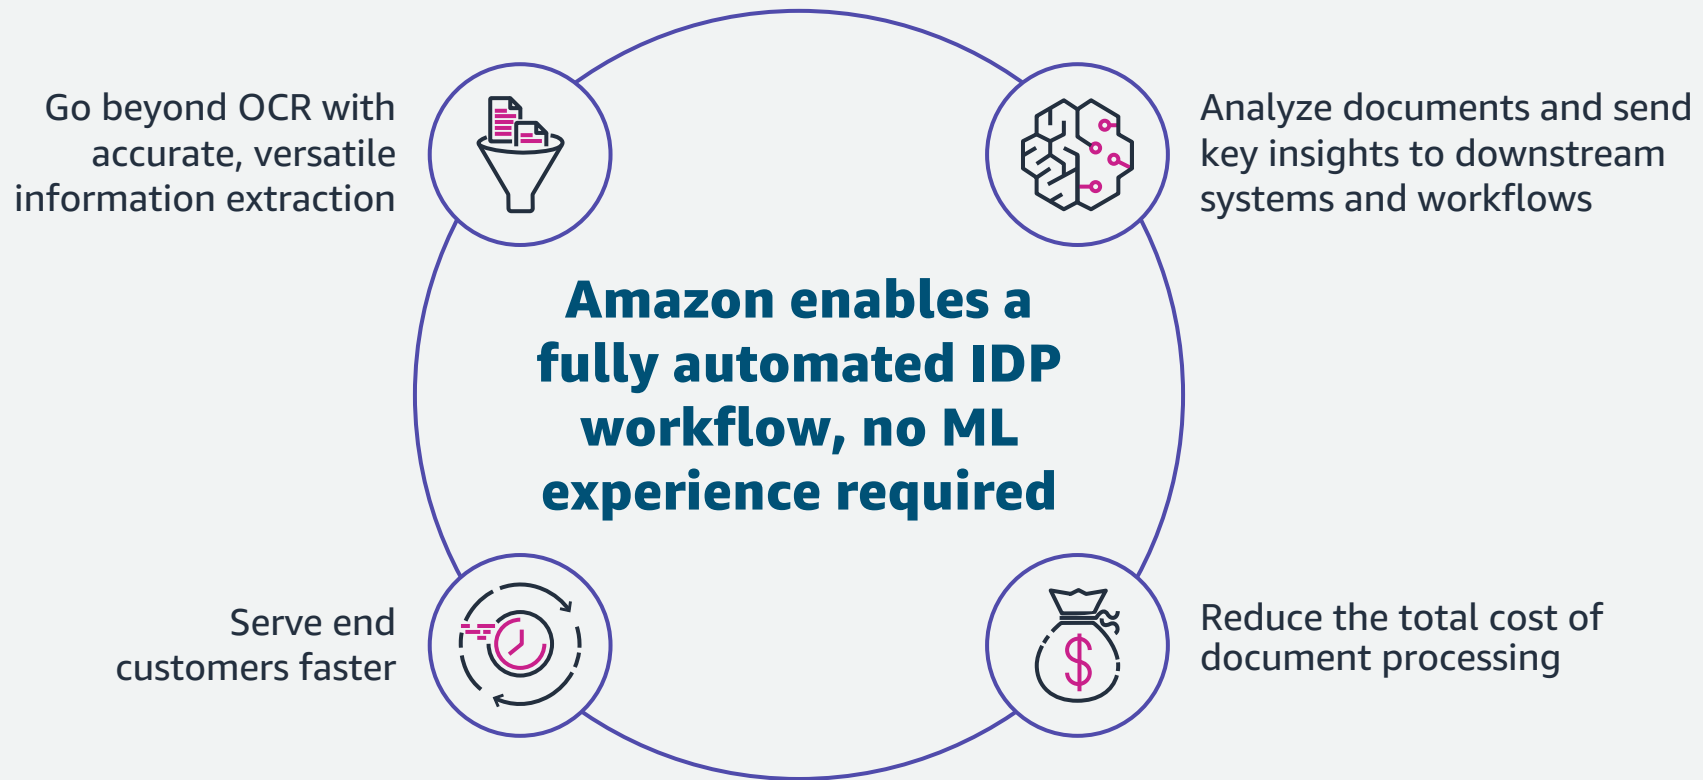 Go beyond OCR with
accurate, versatile
information extraction
Analyze documents and send
key insights to downstream
systems and workflows
Amazon enables a
fully automated IDP
workflow, no ML
experience required
Serve end
customers faster
Reduce the total cost of
document processing
$